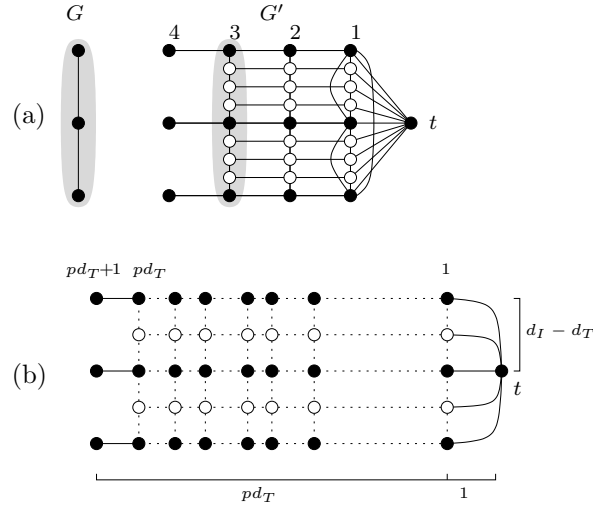 G G′
4 3 2 1
(a)
t
pd_T+1 pd_T 1
d_I − d_T
(b)
t
pd_T 1